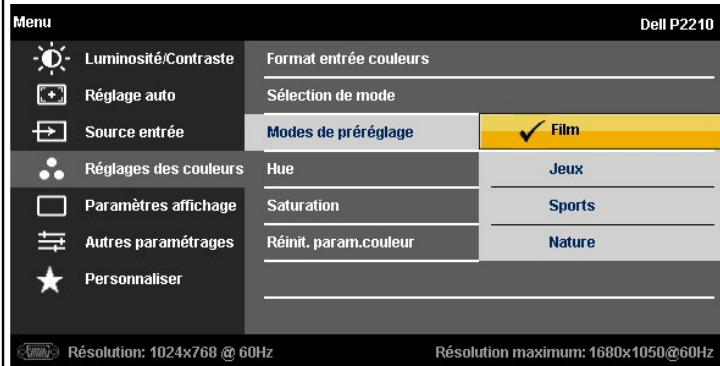 Menu Dell P2210
Luminosité/Contraste Format entrée couleurs
Réglage auto Sélection de mode
Source entrée Modes de préréglage Film
Réglages des couleurs Hue Jeux
Paramètres affichage Saturation Sports
Autres paramétrages Réinit. param.couleur Nature
Personnaliser
Résolution: 1024x768 @ 60Hz Résolution maximum: 1680x1050@60Hz